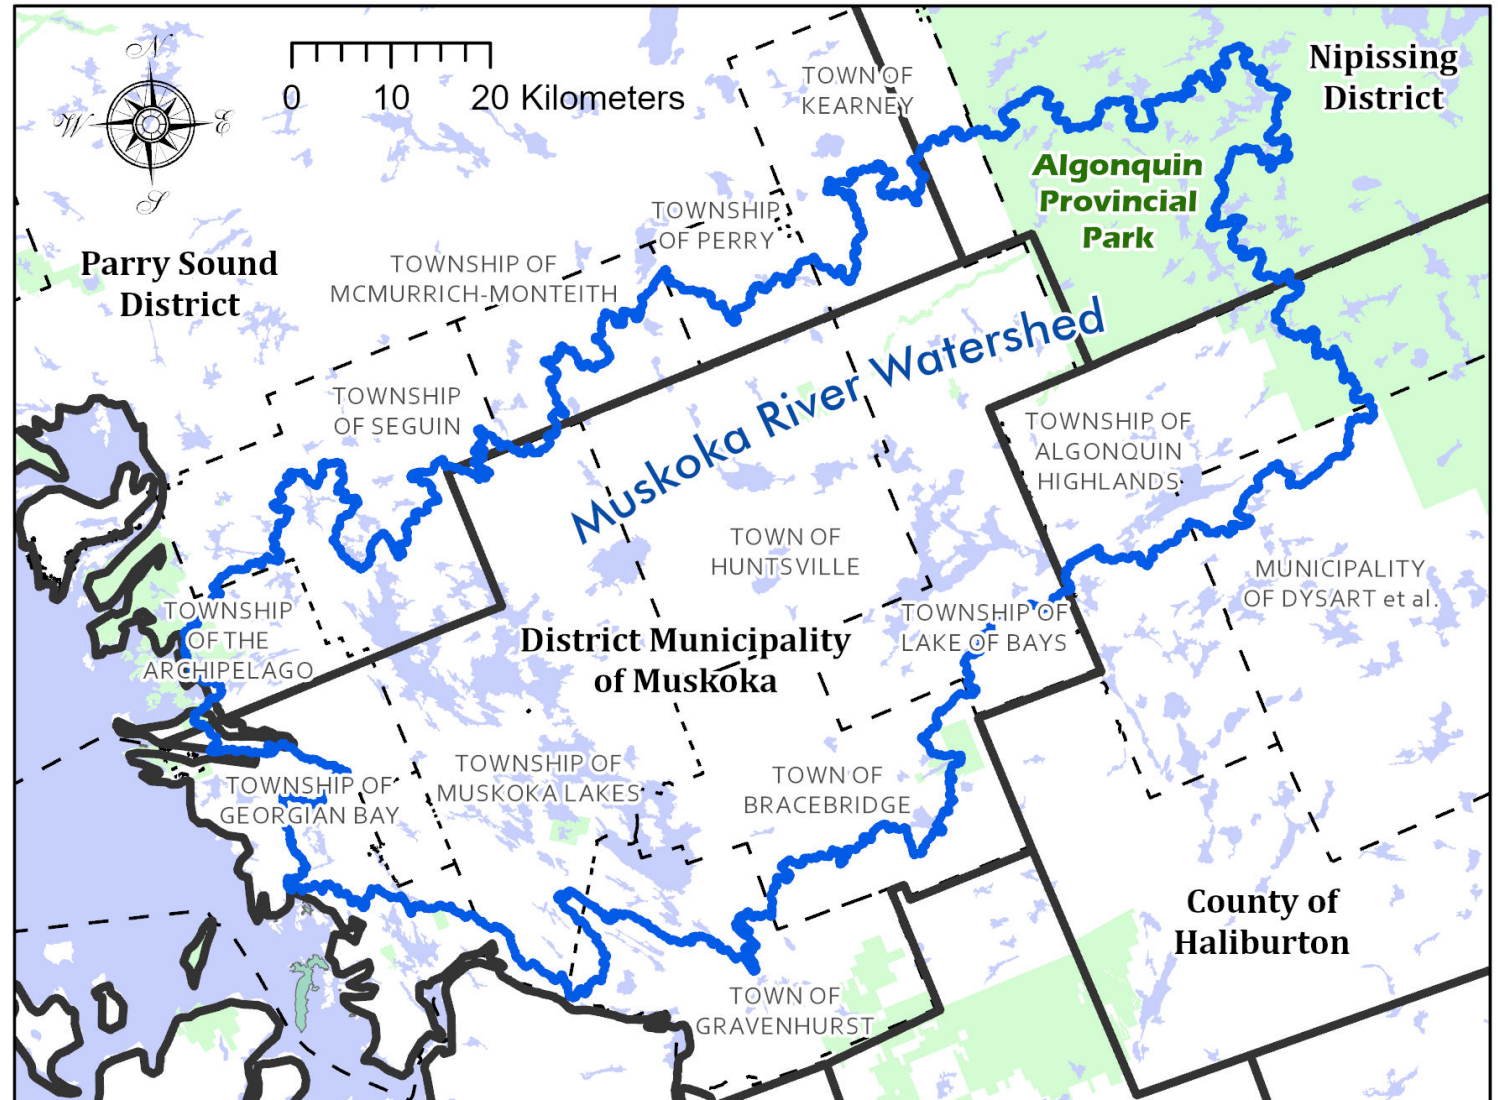 N
W
E
S
0 10 20 Kilometers
TOWN OF
KEARNEY
Nipissing
District
Algonquin
Provincial
Park
TOWNSHIP
OF PERRY
Parry Sound
District
TOWNSHIP OF
MCMURRICH-MONTEITH
Muskoka River Watershed
TOWNSHIP
OF SEGUIN
TOWNSHIP OF
ALGONQUIN
HIGHLANDS
TOWN OF
HUNTSVILLE
MUNICIPALITY
OF DYSART et al.
TOWNSHIP
OF THE
ARCHIPELAGO
District Municipality
of Muskoka
TOWNSHIP OF
LAKE OF BAYS
TOWNSHIP OF
GEORGIAN BAY
TOWNSHIP OF
MUSKOKA LAKES
TOWN OF
BRACEBRIDGE
County of
Haliburton
TOWN OF
GRAVENHURST